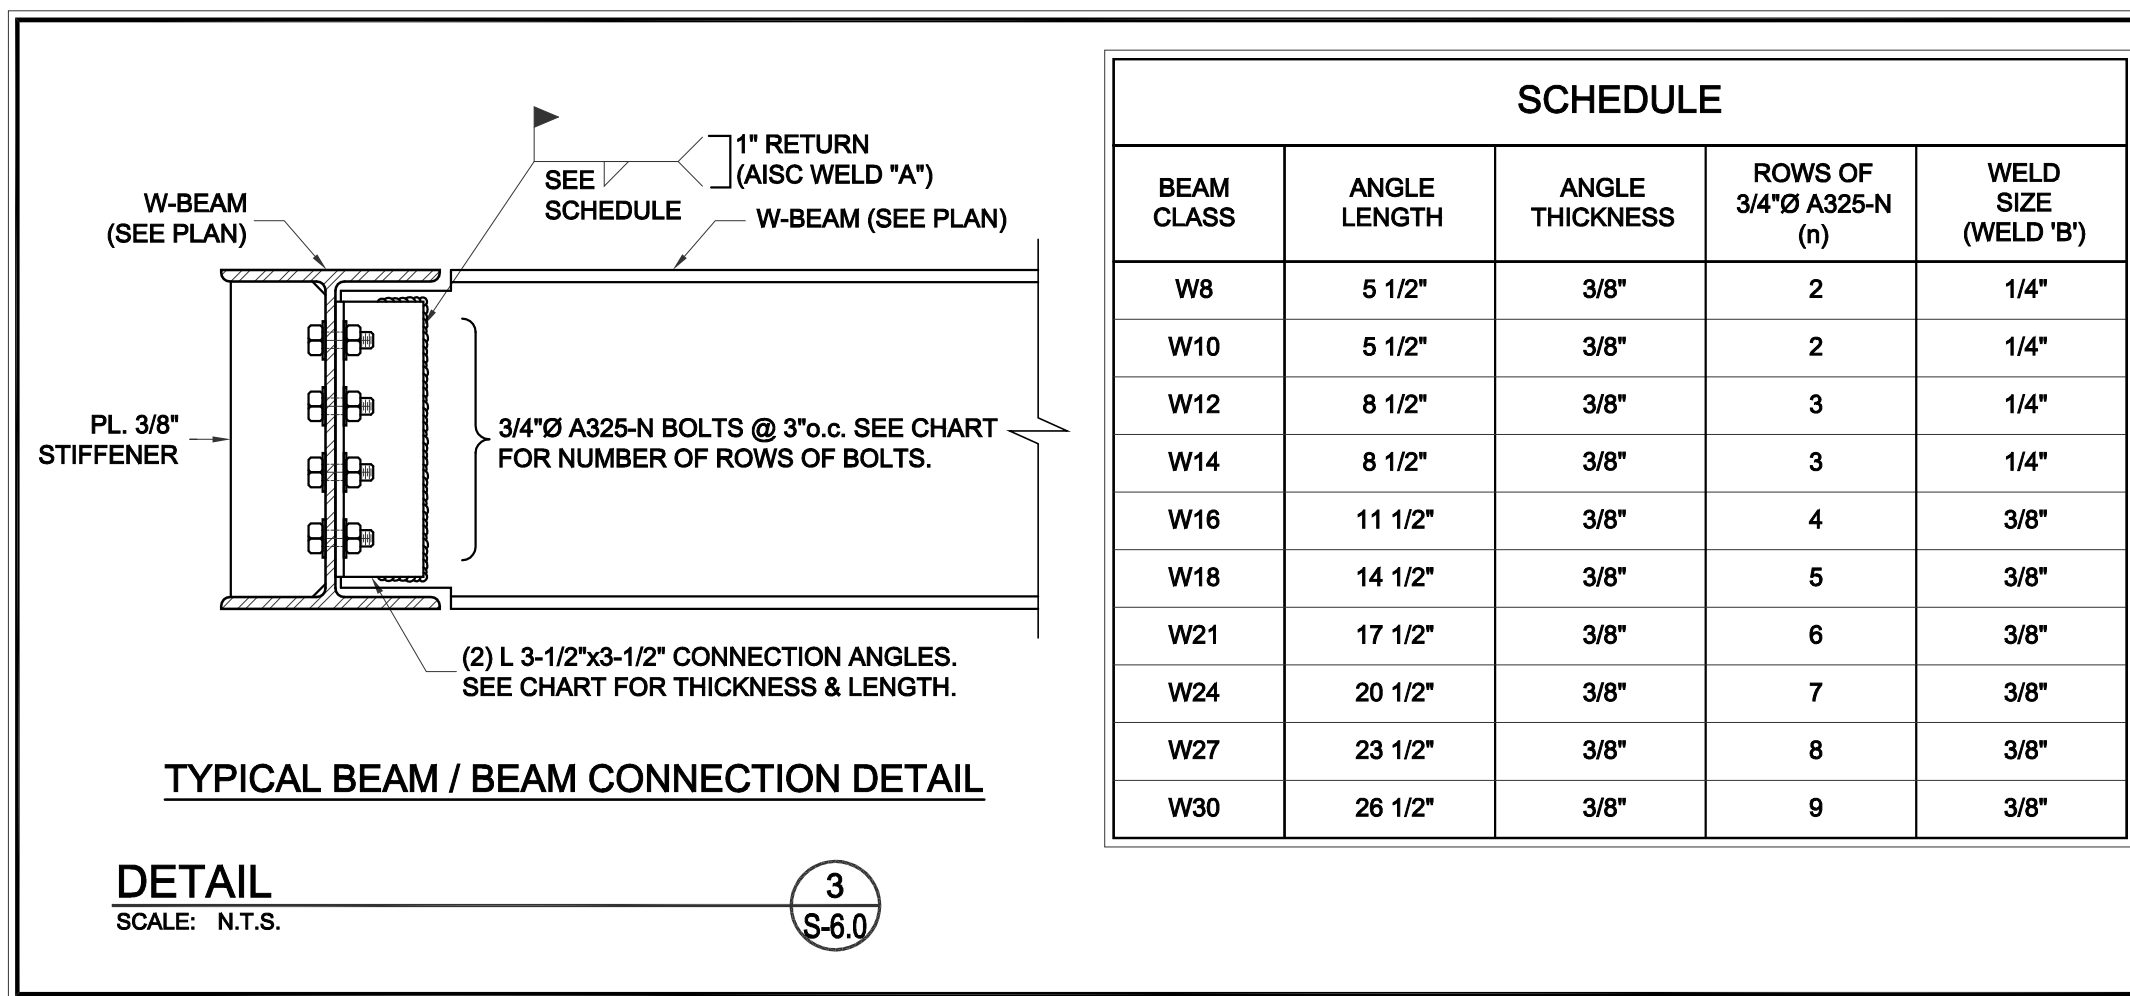 1" RETURN
(AISC WELD "A")
SEE
SCHEDULE
W-BEAM
(SEE PLAN)
W-BEAM (SEE PLAN)
PL. 3/8"
STIFFENER
3/4"Ø A325-N BOLTS @ 3"o.c. SEE CHART
FOR NUMBER OF ROWS OF BOLTS.
(2) L 3-1/2"x3-1/2" CONNECTION ANGLES.
SEE CHART FOR THICKNESS & LENGTH.
TYPICAL BEAM / BEAM CONNECTION DETAIL
DETAIL
SCALE: N.T.S.
3
S-6.0
SCHEDULE
BEAM
CLASS
ANGLE
LENGTH
ANGLE
THICKNESS
ROWS OF
3/4"Ø A325-N
(n)
WELD
SIZE
(WELD 'B')
W8 5 1/2" 3/8" 2 1/4"
W10 5 1/2" 3/8" 2 1/4"
W12 8 1/2" 3/8" 3 1/4"
W14 8 1/2" 3/8" 3 1/4"
W16 11 1/2" 3/8" 4 3/8"
W18 14 1/2" 3/8" 5 3/8"
W21 17 1/2" 3/8" 6 3/8"
W24 20 1/2" 3/8" 7 3/8"
W27 23 1/2" 3/8" 8 3/8"
W30 26 1/2" 3/8" 9 3/8"